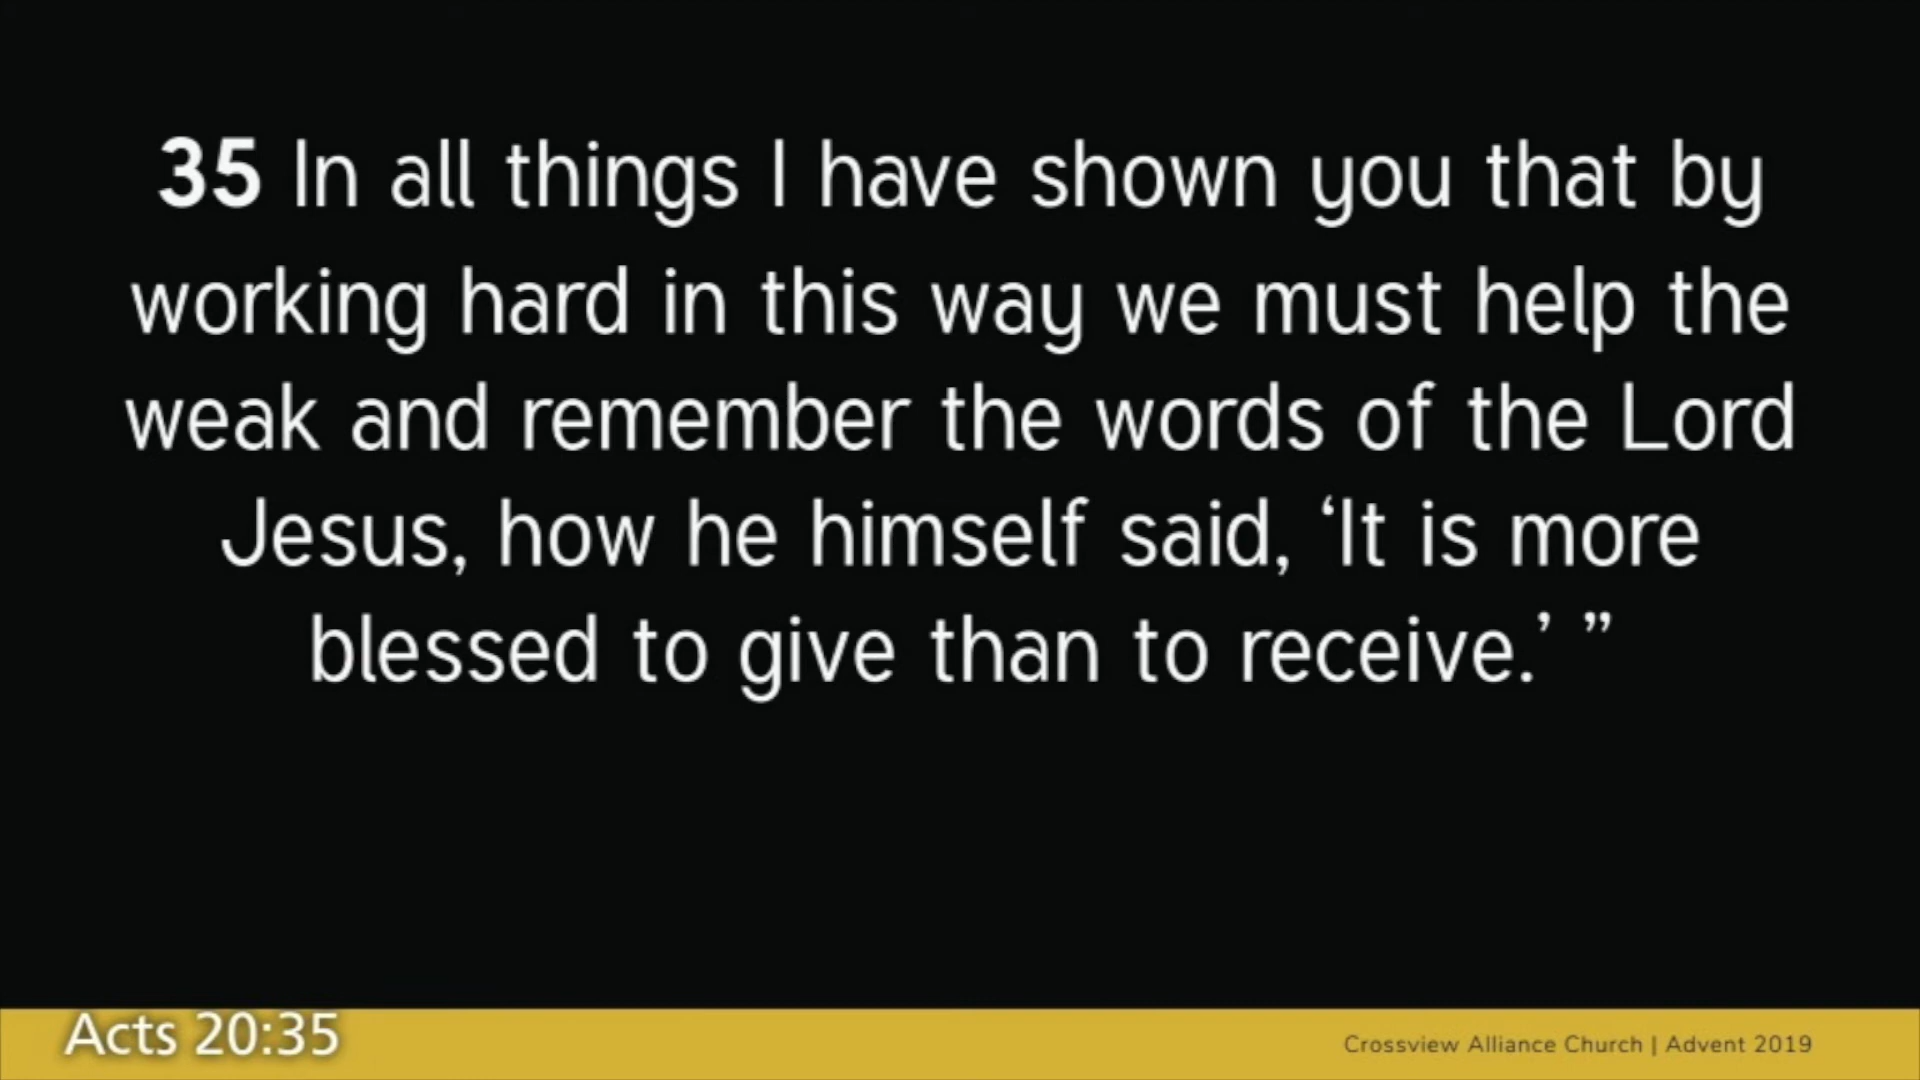 35 In all things I have shown you that by
working hard in this way we must help the
weak and remember the words of the Lord
Jesus, how he himself said, ‘It is more
blessed to give than to receive.’ ”
Acts 20:35
Crossview Alliance Church | Advent 2019